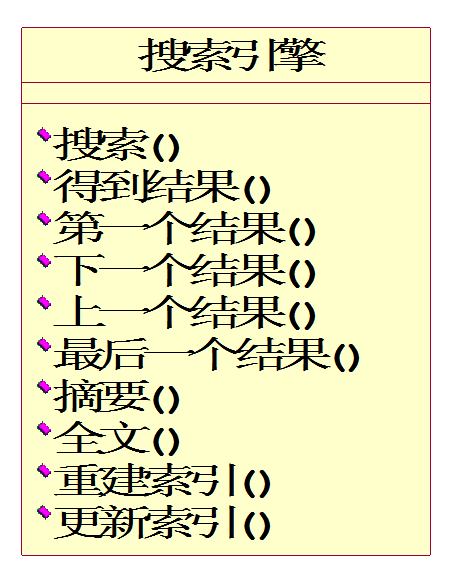 搜索引擎
搜索()
得到结果()
第一个结果()
下一个结果()
上一个结果()
最后一个结果()
摘要()
全文()
重建索引()
更新索引()